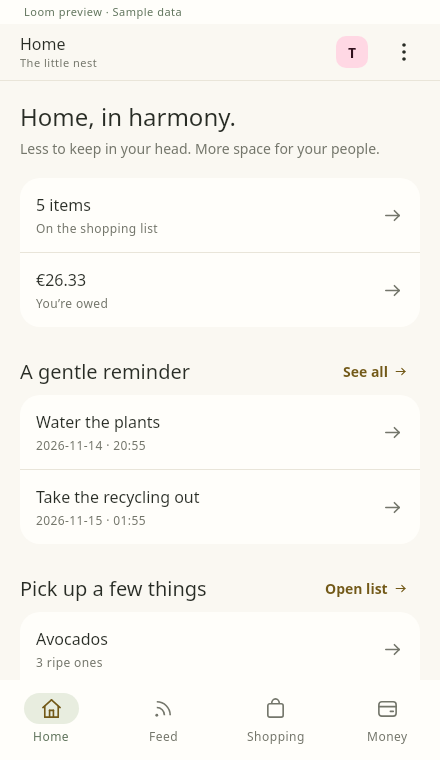 Loom preview · Sample data
Home
The little nest
T
Home, in harmony.
Less to keep in your head. More space for your people.
5 items
On the shopping list
€26.33
You’re owed
A gentle reminder
See all →
Water the plants
2026-11-14 · 20:55
Take the recycling out
2026-11-15 · 01:55
Pick up a few things
Open list →
Avocados
3 ripe ones
Home
Feed
Shopping
Money